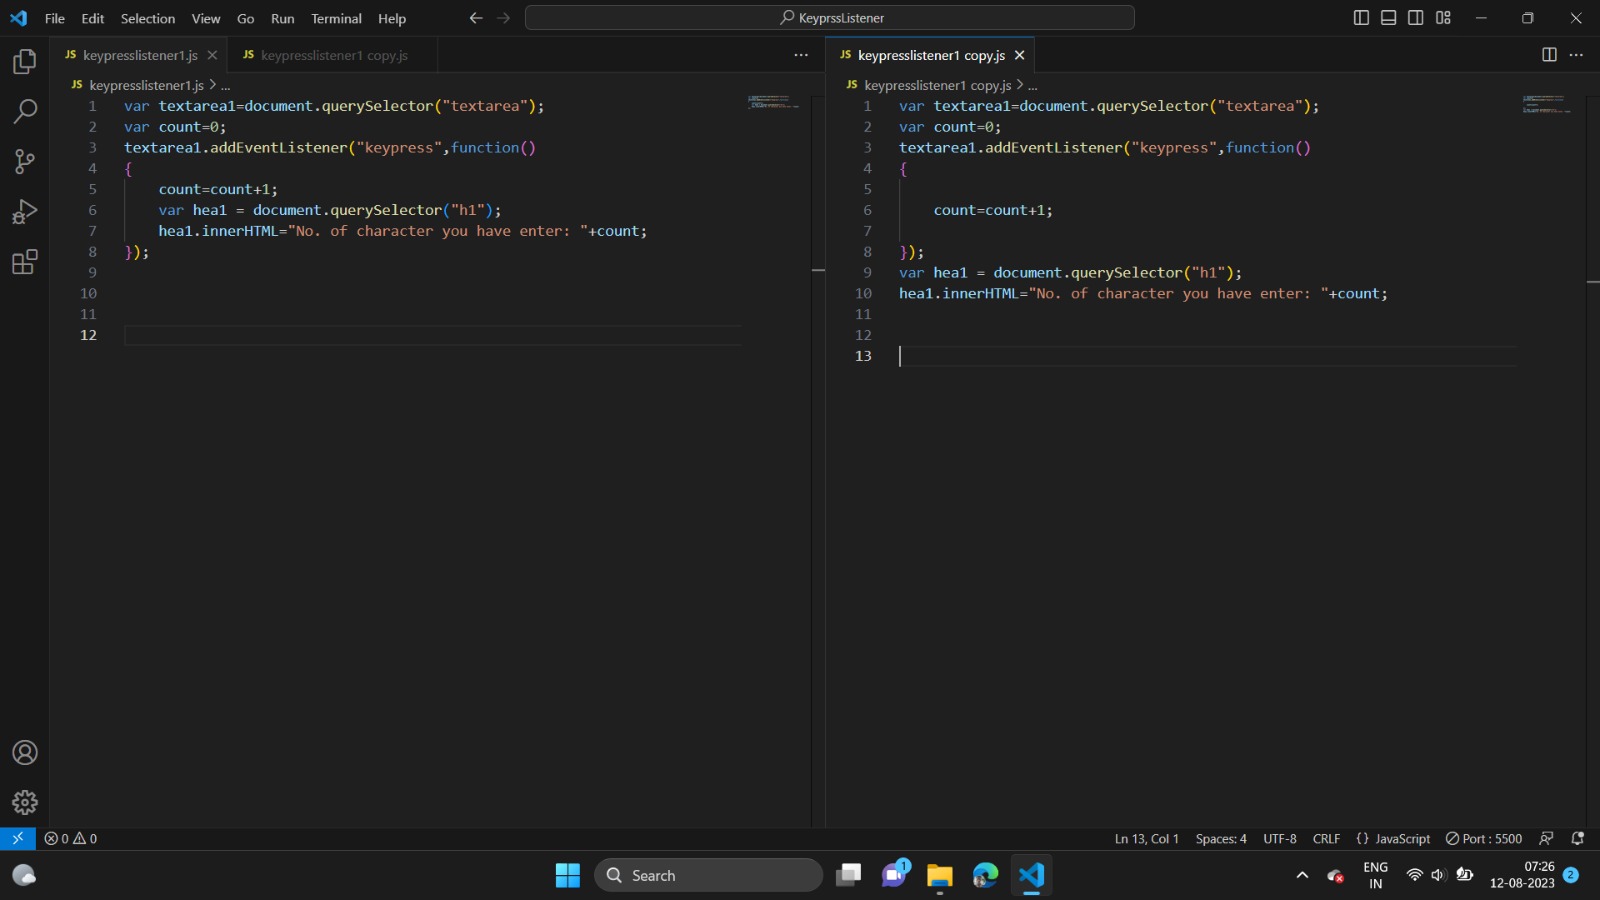 File Edit Selection View Go Run Terminal Help
KeyprssListener
JS keypresslistener1.js
JS keypresslistener1 copy.js
JS keypresslistener1.js > ...
1 var textarea1=document.querySelector("textarea");
2 var count=0;
3 textarea1.addEventListener("keypress",function()
4 {
5 count=count+1;
6 var hea1 = document.querySelector("h1");
7 hea1.innerHTML="No. of character you have enter: "+count;
8 });
9
10
11
12
JS keypresslistener1 copy.js
JS keypresslistener1 copy.js > ...
1 var textarea1=document.querySelector("textarea");
2 var count=0;
3 textarea1.addEventListener("keypress",function()
4 {
5
6 count=count+1;
7
8 });
9 var hea1 = document.querySelector("h1");
10 hea1.innerHTML="No. of character you have enter: "+count;
11
12
13
0 0
Ln 13, Col 1 Spaces: 4 UTF-8 CRLF {} JavaScript Port : 5500
Search
1
ENG
IN
07:26
12-08-2023
2